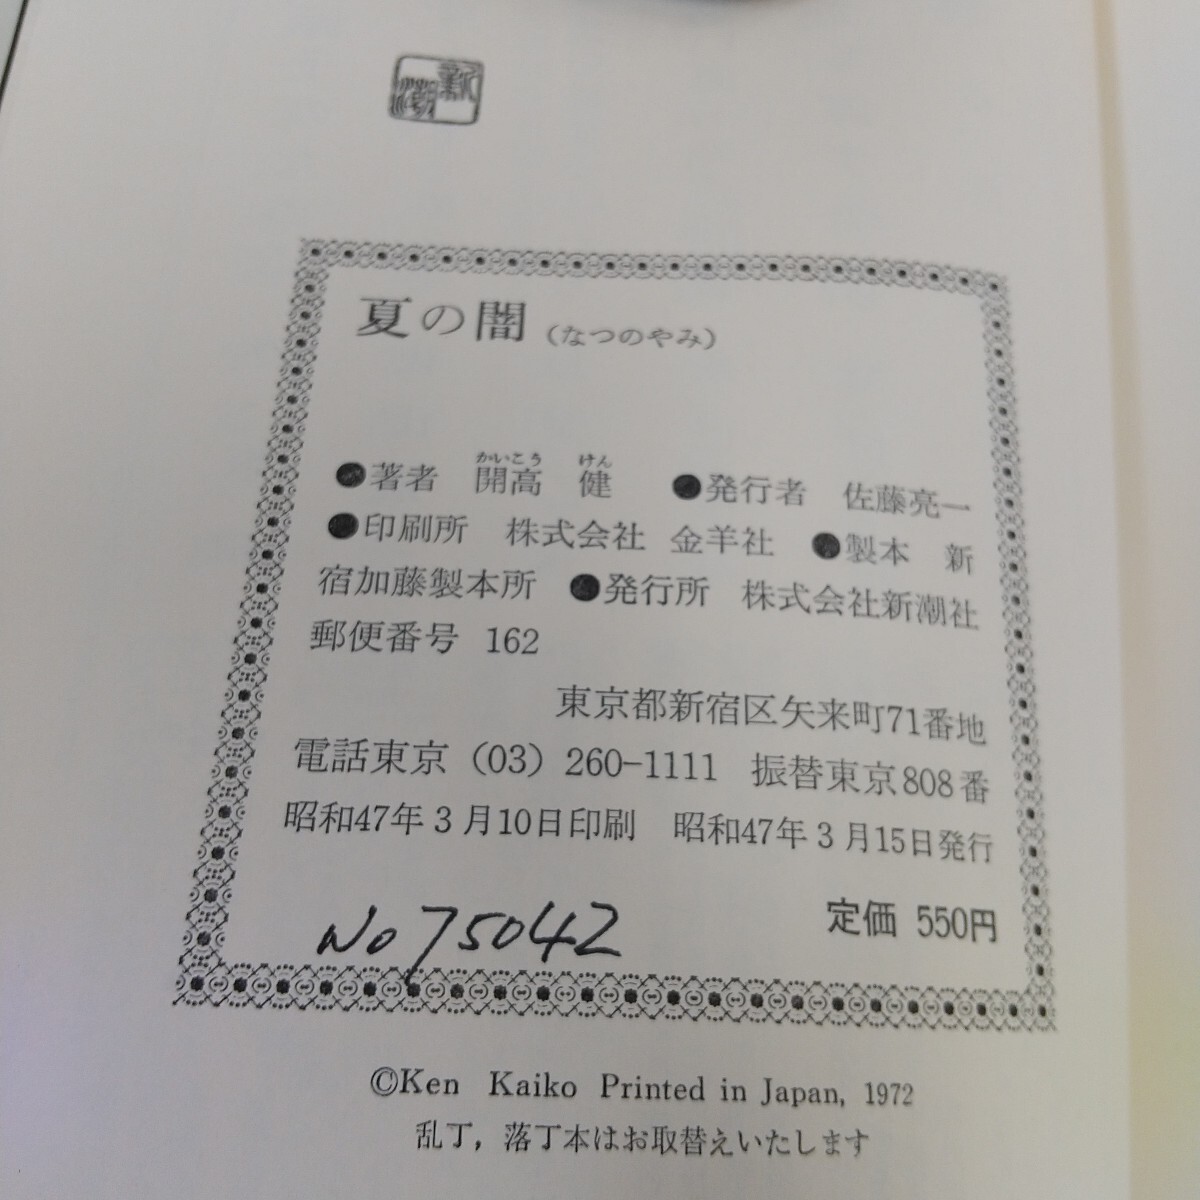 新潮
夏の闇（なつのやみ）
かいこう　けん
●著者　開高　健　●発行者　佐藤亮一
●印刷所　株式会社 金羊社　●製本　新
宿加藤製本所　●発行所　株式会社新潮社
郵便番号 162
東京都新宿区矢来町71番地
電話東京（03）260-1111　振替東京808番
昭和47年3月10日印刷　昭和47年3月15日発行
No 75042
定価 550円
©Ken Kaiko Printed in Japan, 1972
乱丁，落丁本はお取替えいたします